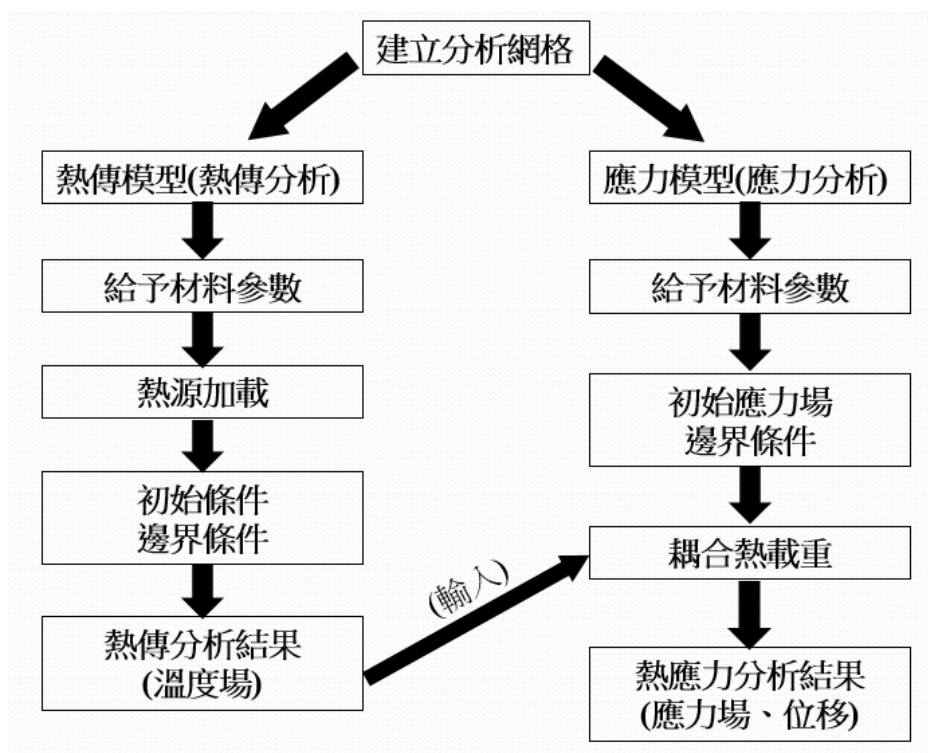 建立分析網格
熱傳模型(熱傳分析)
給予材料參數
熱源加載
初始條件
邊界條件
熱傳分析結果
(溫度場)
(輸入)
應力模型(應力分析)
給予材料參數
初始應力場
邊界條件
耦合熱載重
熱應力分析結果
(應力場、位移)